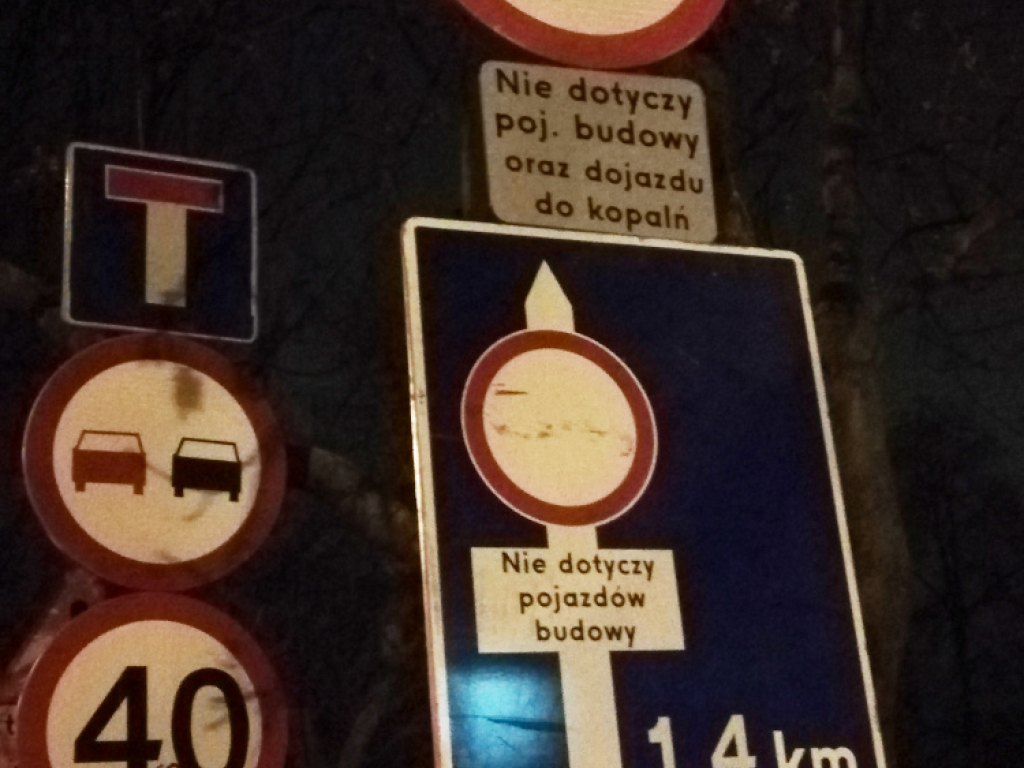 Nie dotyczy
poj. budowy
oraz dojazdu
do kopalń
Nie dotyczy
pojazdów
budowy
40
1,4 km